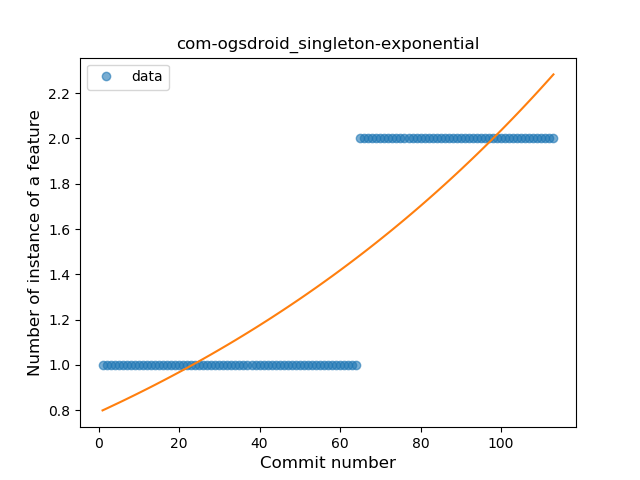 com-ogsdroid_singleton-exponential
data
Number of instance of a feature
2.2
2.0
1.8
1.6
1.4
1.2
1.0
0.8
0 20 40 60 80 100
Commit number